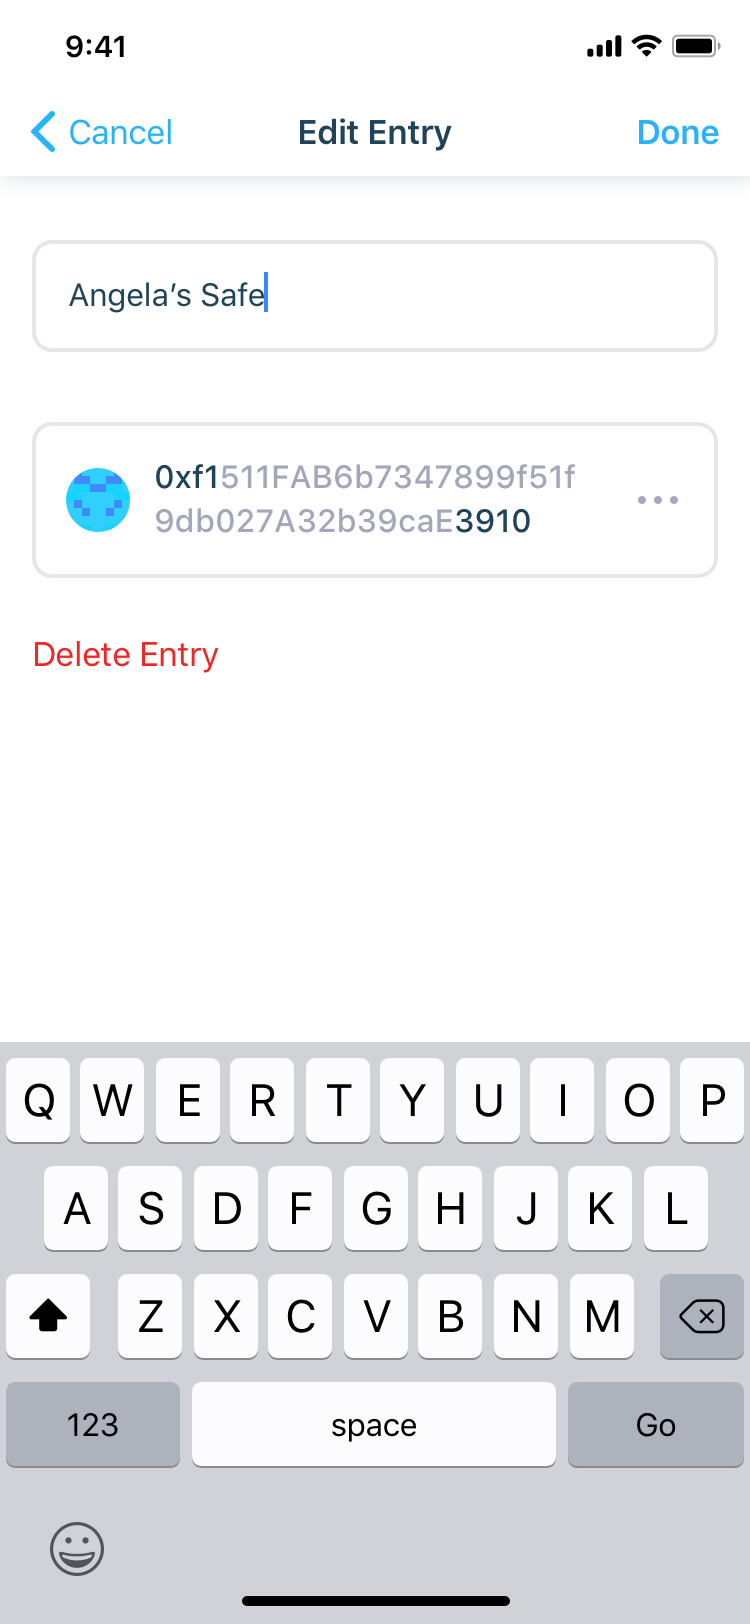 9:41
Cancel
Edit Entry
Done
Angela’s Safe
0xf1511FAB6b7347899f51f
9db027A32b39caE3910
Delete Entry
Q W E R T Y U I O P
A S D F G H J K L
Z X C V B N M
123 space Go